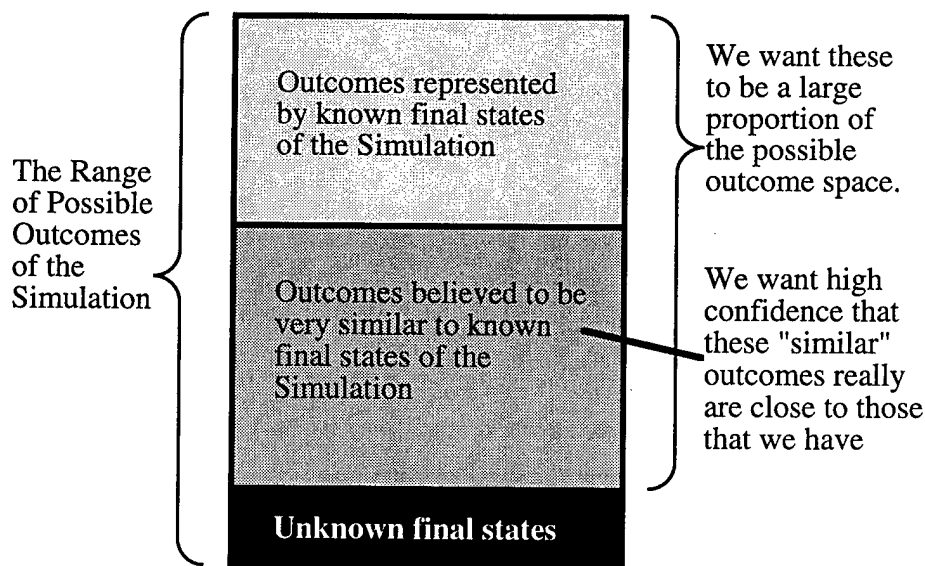 The Range
of Possible
Outcomes
of the
Simulation
Outcomes represented
by known final states
of the Simulation
Outcomes believed to be
very similar to known
final states of the
Simulation
Unknown final states
We want these
to be a large
proportion of
the possible
outcome space.
We want high
confidence that
these "similar"
outcomes really
are close to those
that we have